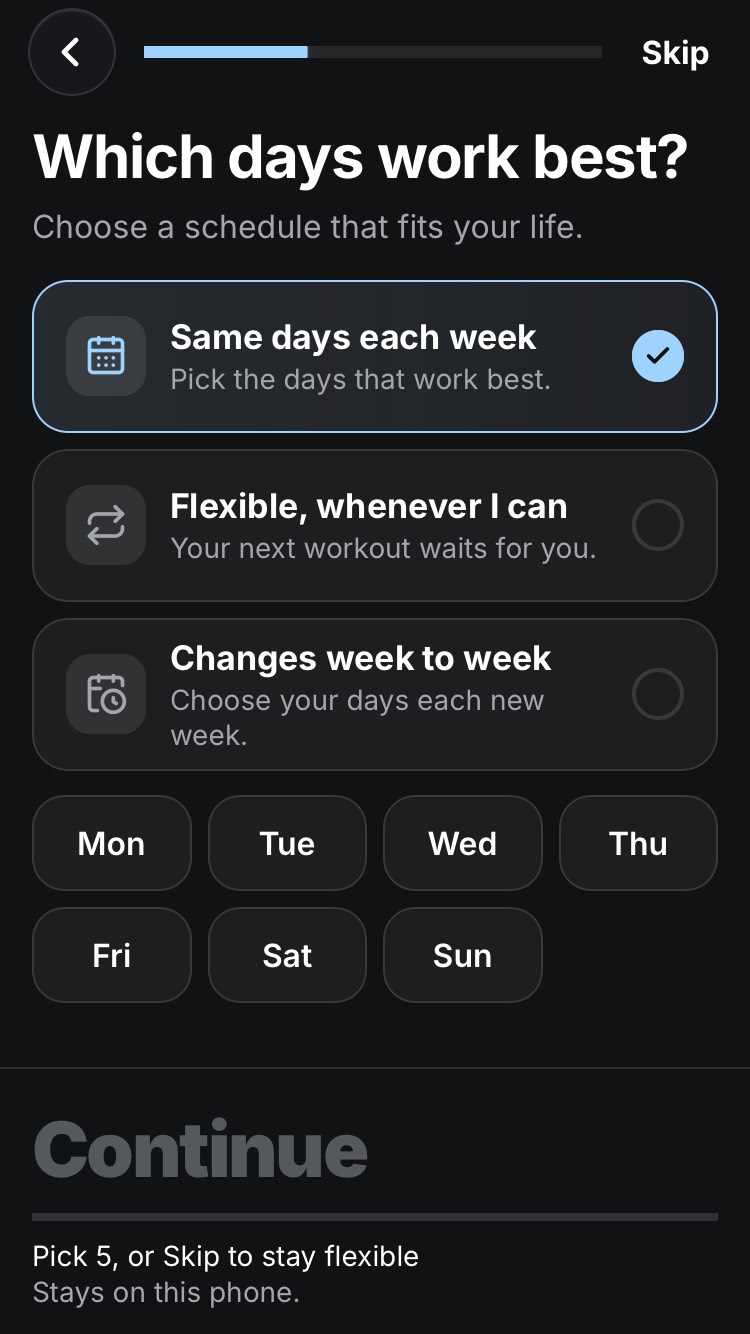 Skip
Which days work best?
Choose a schedule that fits your life.
Same days each week
Pick the days that work best.
Flexible, whenever I can
Your next workout waits for you.
Changes week to week
Choose your days each new
week.
Mon Tue Wed Thu
Fri Sat Sun
Continue
Pick 5, or Skip to stay flexible
Stays on this phone.